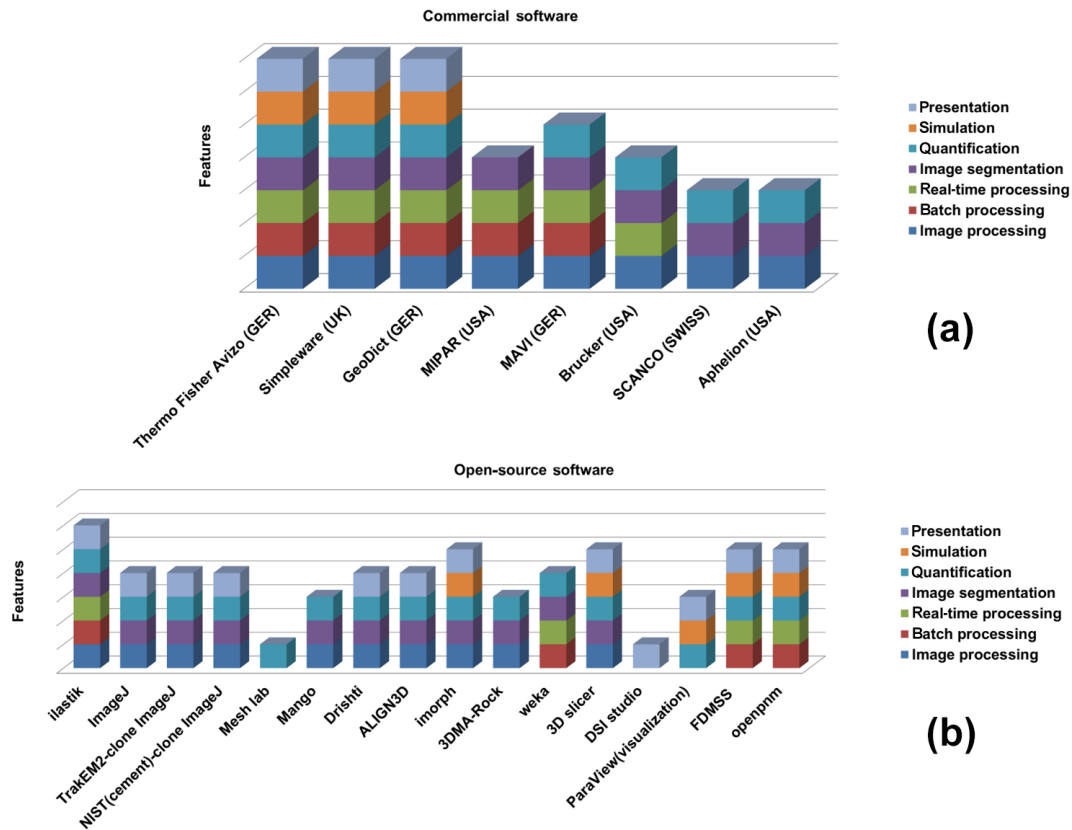 Commercial software
Features
Presentation
Simulation
Quantification
Image segmentation
Real-time processing
Batch processing
Image processing
Thermo Fisher Avizo (GER)
Simpleware (UK)
GeoDict (GER)
MIPAR (USA)
MAVI (GER)
Brucker (USA)
SCANCO (SWISS)
Aphelion (USA)
(a)
Open-source software
Features
Presentation
Simulation
Quantification
Image segmentation
Real-time processing
Batch processing
Image processing
ilastik
ImageJ
TrakEM2-clone ImageJ
NIST(cement)-clone ImageJ
Mesh lab
Mango
Drishti
ALIGN3D
imorph
3DMA-Rock
weka
3D slicer
DSI studio
ParaView(visualization)
FDMSS
openpnm
(b)